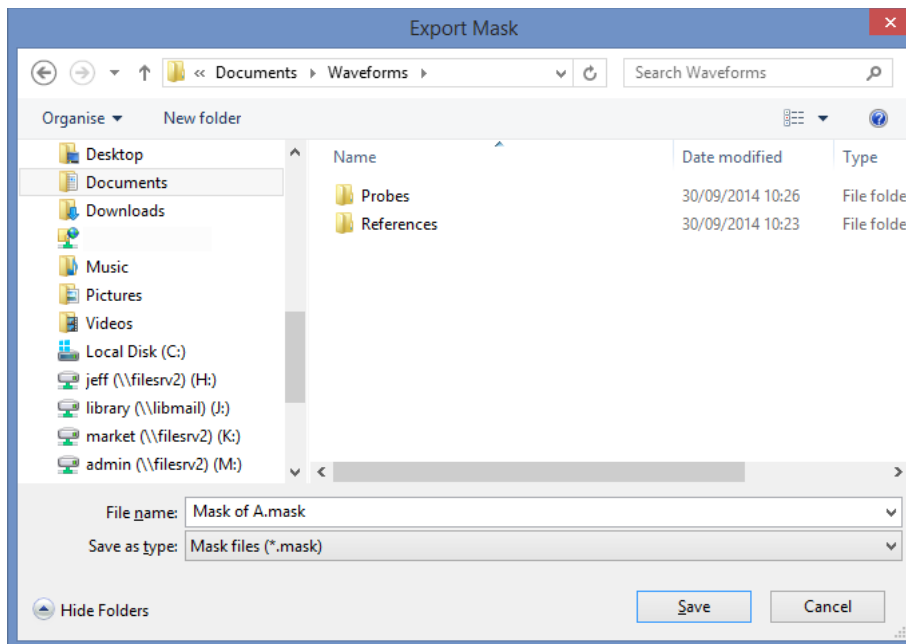 Export Mask
« Documents Waveforms
Search Waveforms
Organise New folder
Desktop
Documents
Downloads
Music
Pictures
Videos
Local Disk (C:)
jeff (\\filesrv2) (H:)
library (\\libmail) (J:)
market (\\filesrv2) (K:)
admin (\\filesrv2) (M:)
Name Date modified Type
Probes 30/09/2014 10:26 File folde
References 30/09/2014 10:23 File folde
File name: Mask of A.mask
Save as type: Mask files (*.mask)
Hide Folders Save Cancel